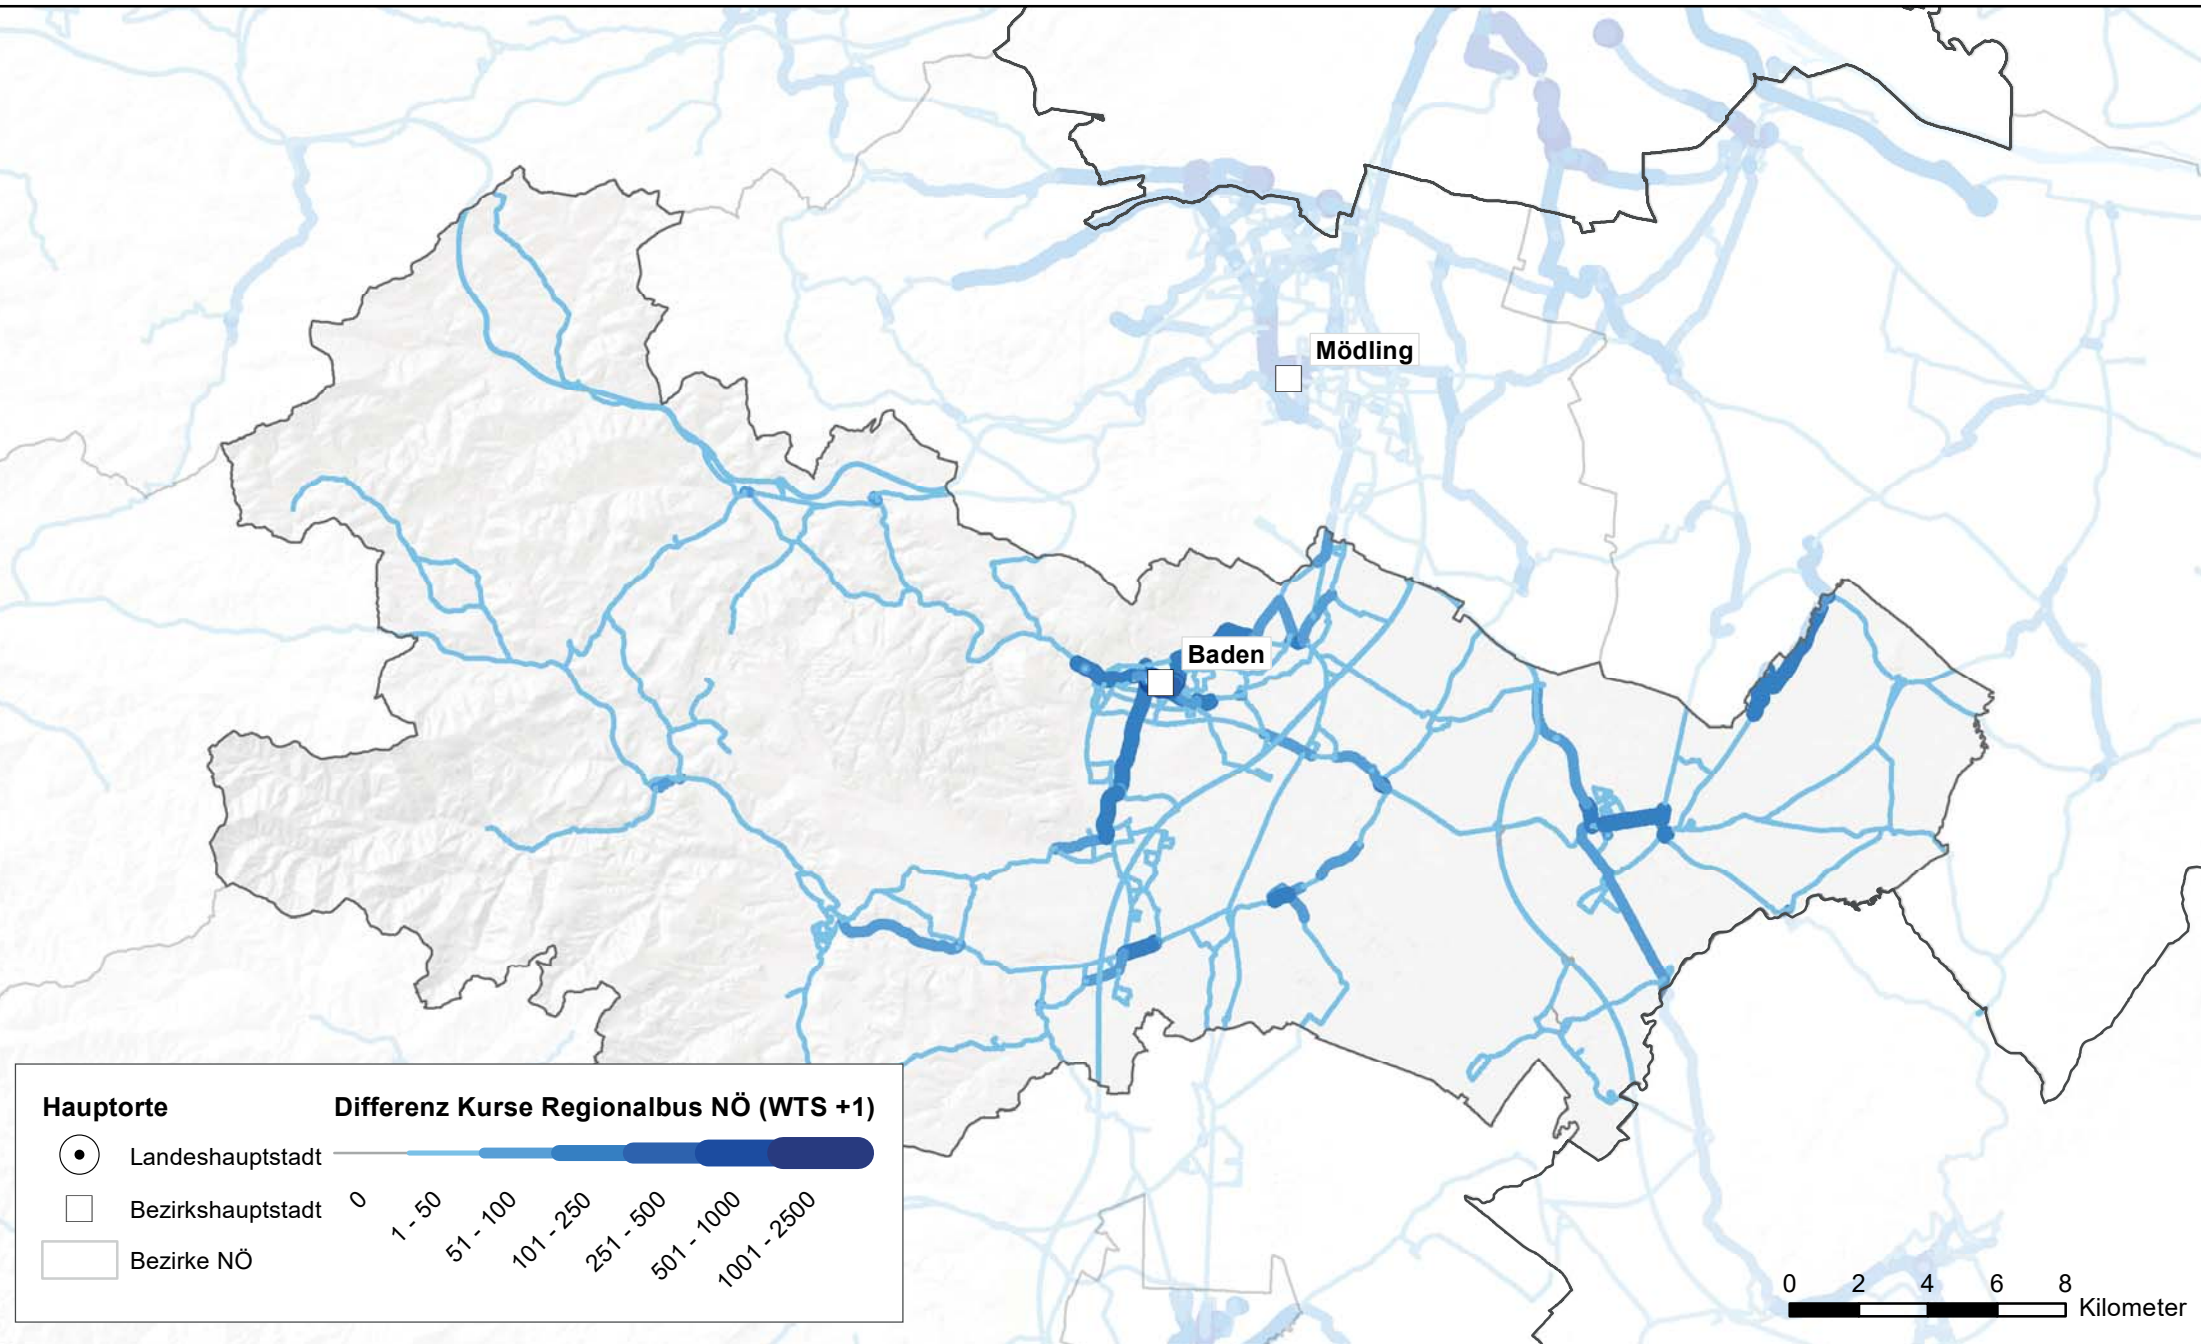 Mödling
Baden
Hauptorte
Landeshauptstadt
Bezirkshauptstadt
Bezirke NÖ
Differenz Kurse Regionalbus NÖ (WTS +1)
0
1 - 50
51 - 100
101 - 250
251 - 500
501 - 1000
1001 - 2500
0 2 4 6 8
Kilometer